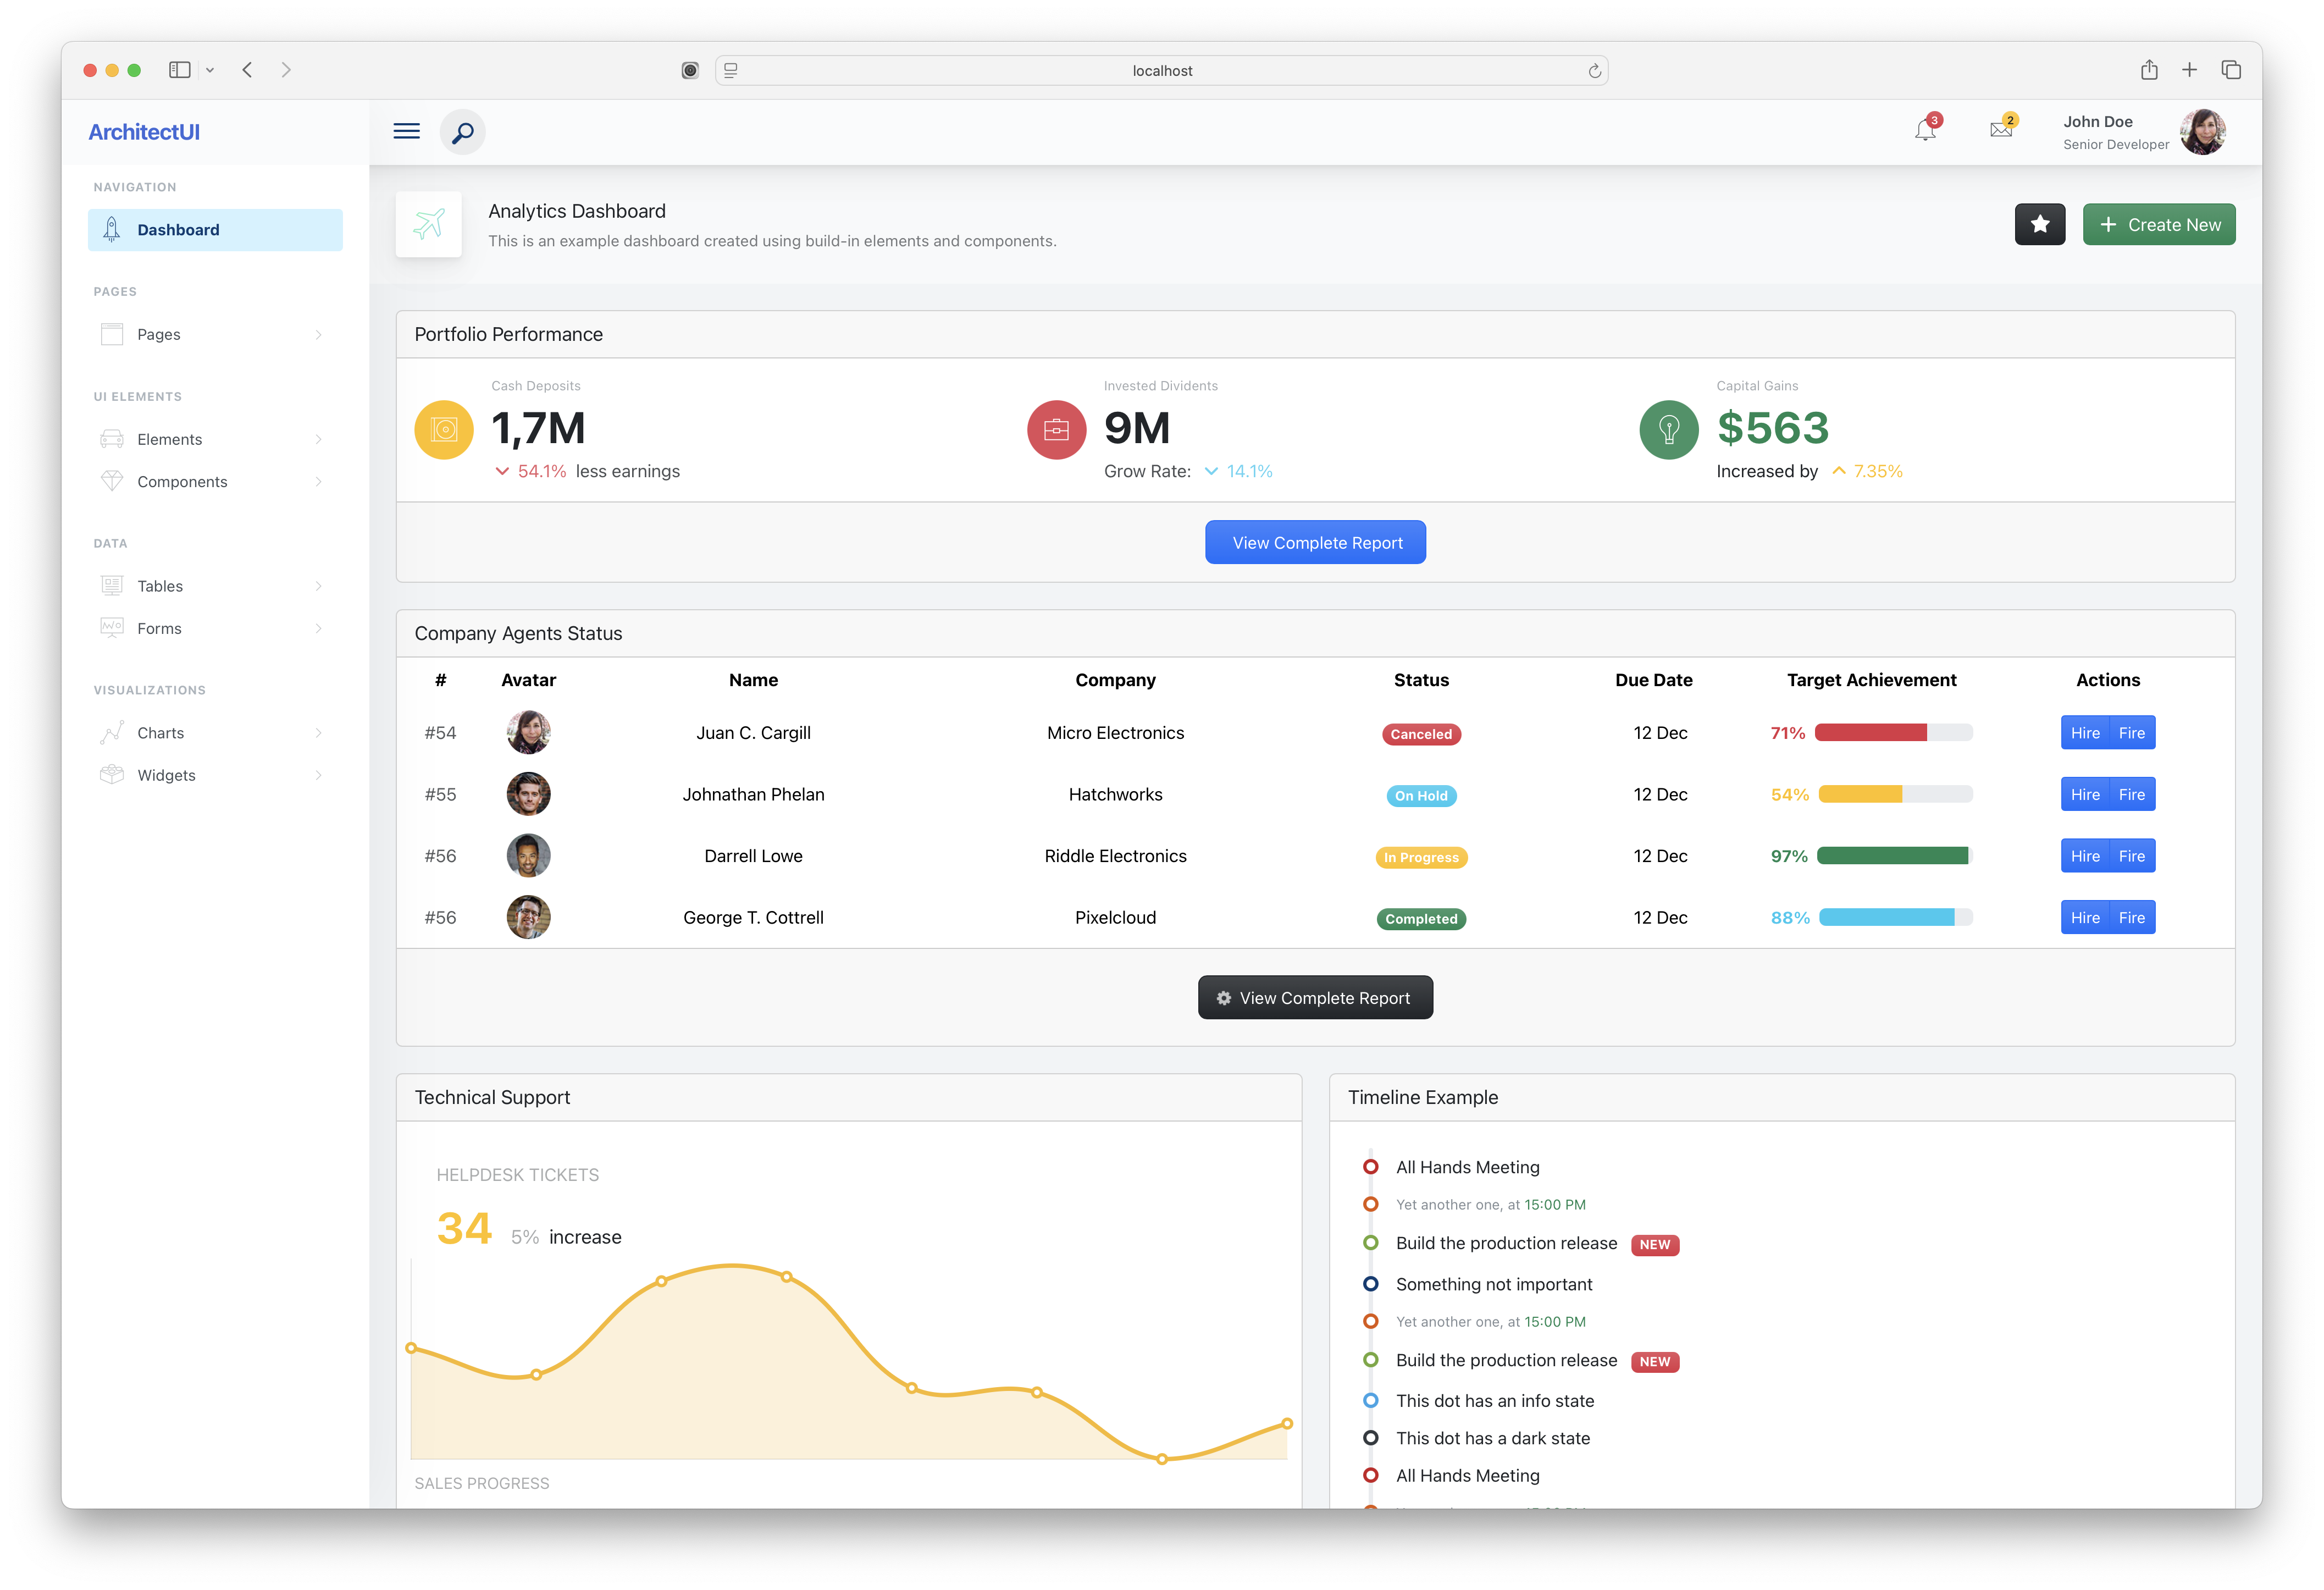 localhost
ArchitectUI
3
2
John Doe
Senior Developer
NAVIGATION
Dashboard
PAGES
Pages
UI ELEMENTS
Elements
Components
DATA
Tables
Forms
VISUALIZATIONS
Charts
Widgets
Analytics Dashboard
This is an example dashboard created using build-in elements and components.
Create New
Portfolio Performance
Cash Deposits
1,7M
54.1% less earnings
Invested Dividents
9M
Grow Rate: 14.1%
Capital Gains
$563
Increased by 7.35%
View Complete Report
Company Agents Status
# Avatar Name Company Status Due Date Target Achievement Actions
#54 Juan C. Cargill Micro Electronics Canceled 12 Dec 71% Hire Fire
#55 Johnathan Phelan Hatchworks On Hold 12 Dec 54% Hire Fire
#56 Darrell Lowe Riddle Electronics In Progress 12 Dec 97% Hire Fire
#56 George T. Cottrell Pixelcloud Completed 12 Dec 88% Hire Fire
View Complete Report
Technical Support
HELPDESK TICKETS
34 5% increase
SALES PROGRESS
Timeline Example
All Hands Meeting
Yet another one, at 15:00 PM
Build the production release NEW
Something not important
Yet another one, at 15:00 PM
Build the production release NEW
This dot has an info state
This dot has a dark state
All Hands Meeting